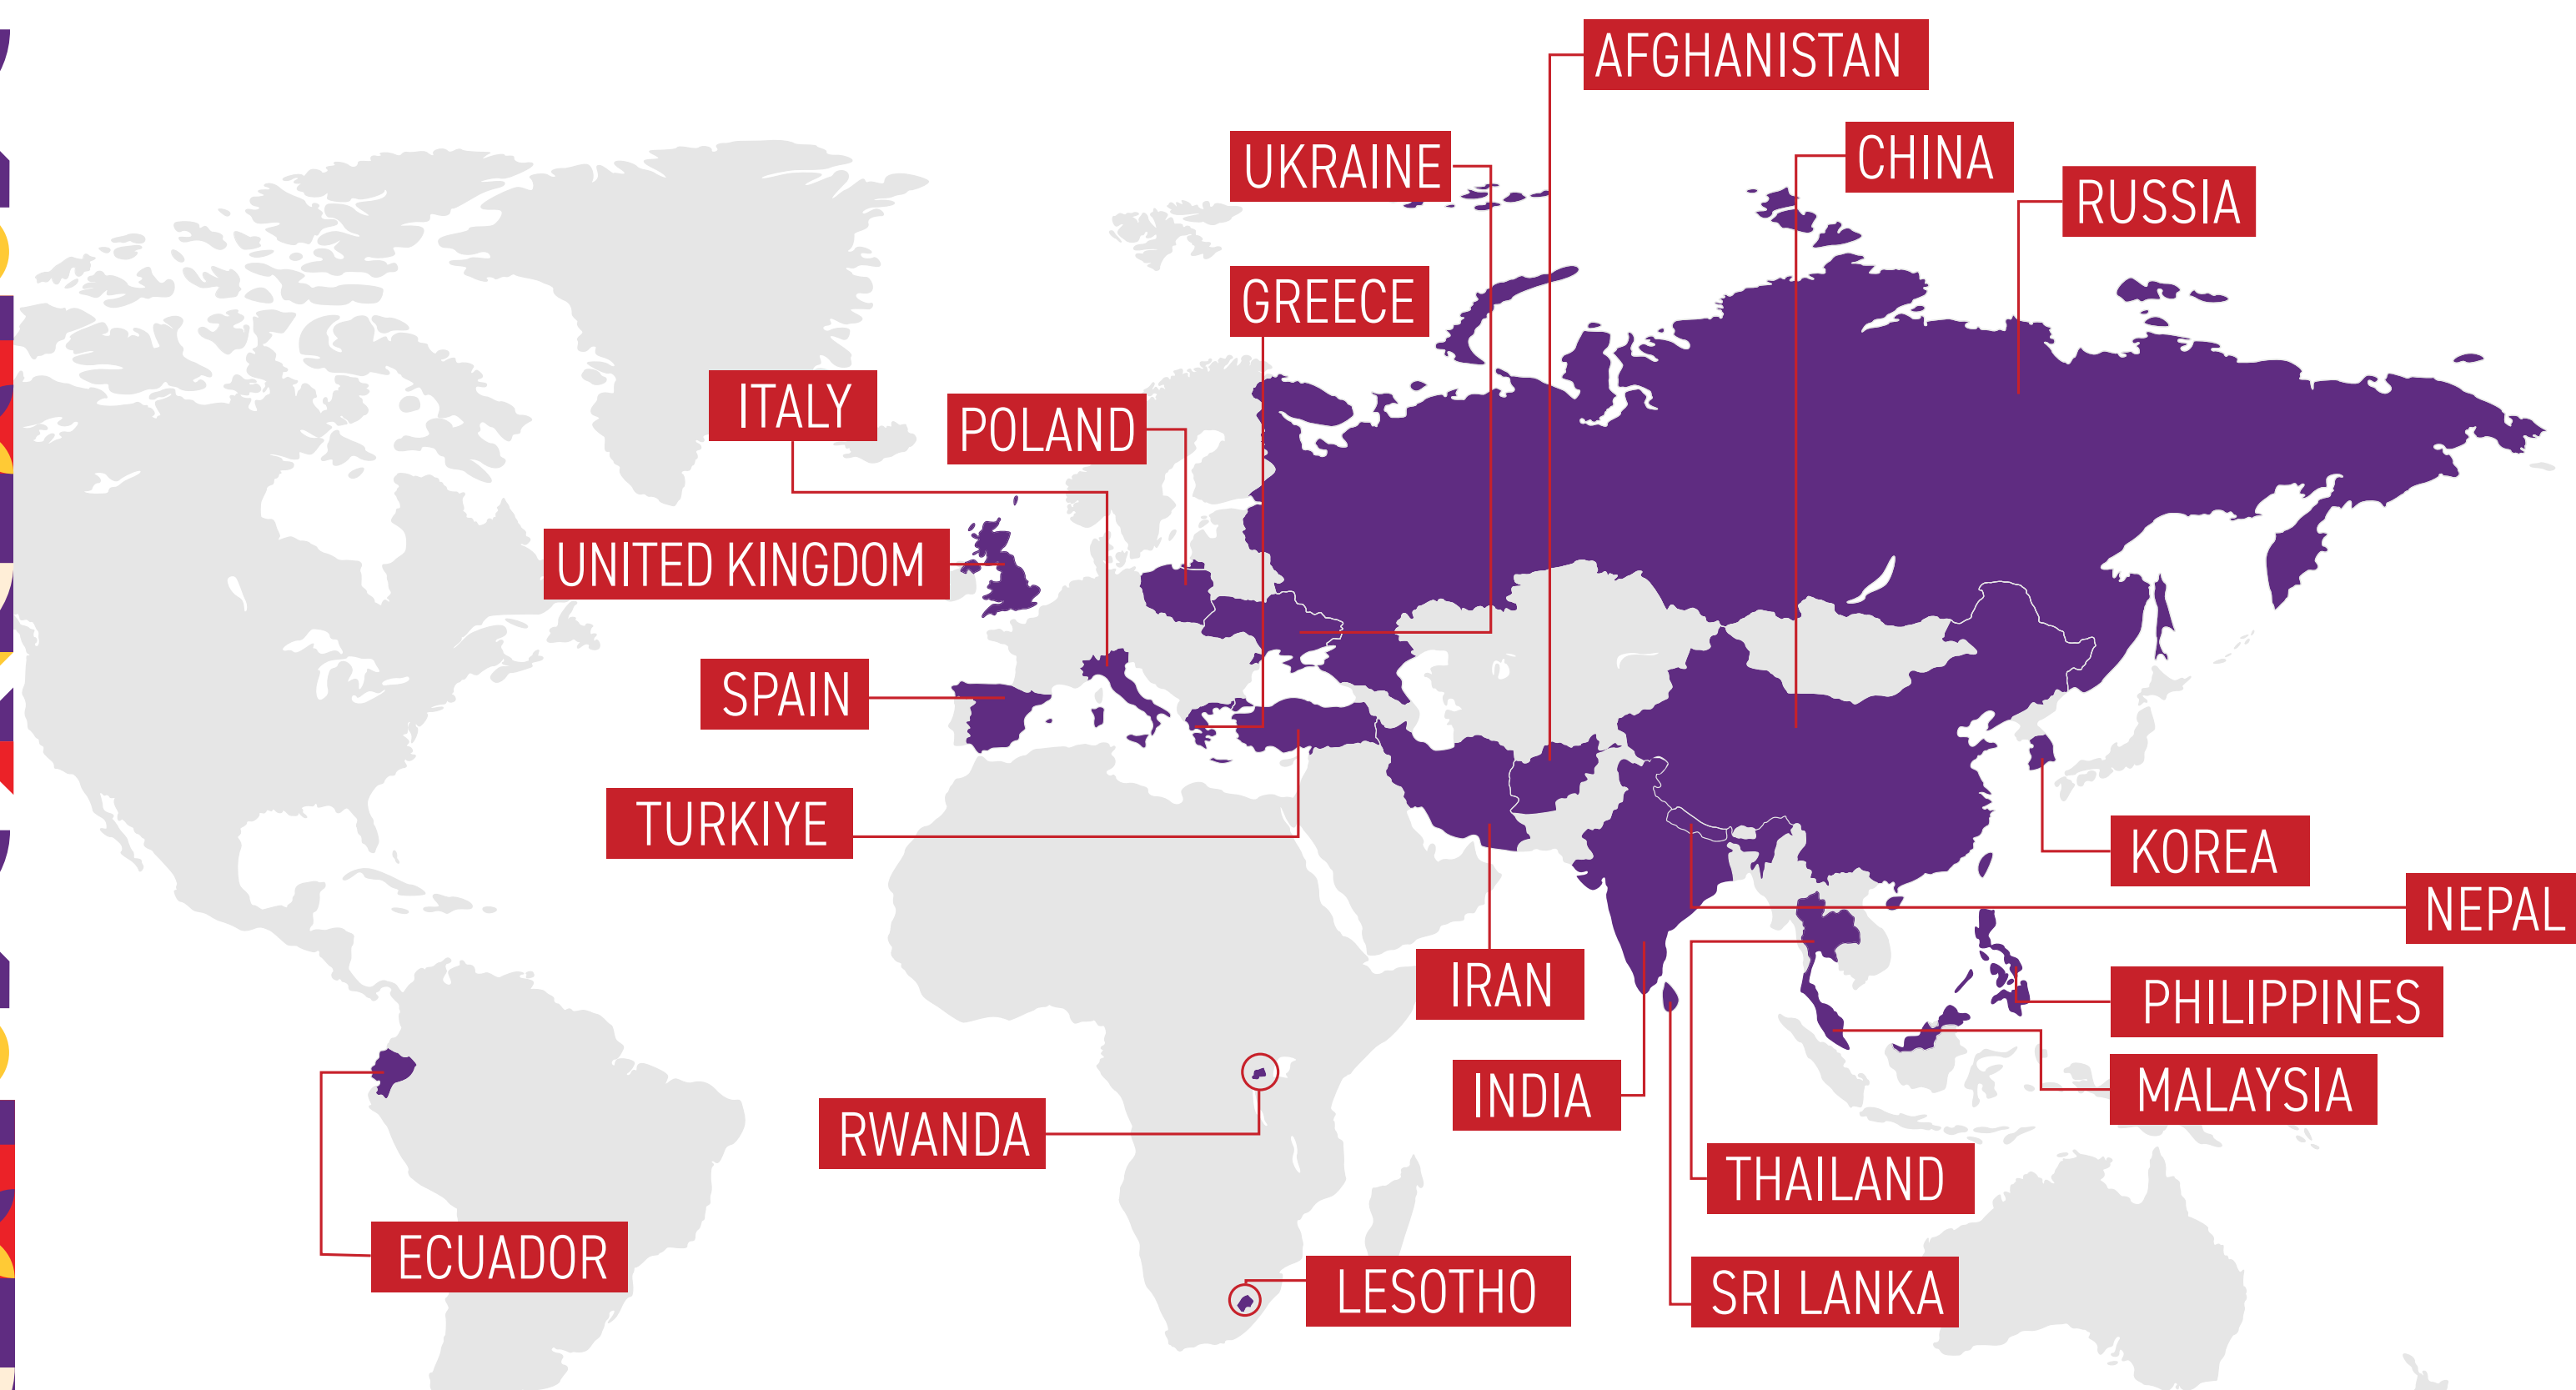 AFGHANISTAN
UKRAINE
CHINA
RUSSIA
GREECE
ITALY
POLAND
UNITED KINGDOM
SPAIN
TURKIYE
KOREA
NEPAL
IRAN
PHILIPPINES
INDIA
MALAYSIA
RWANDA
THAILAND
ECUADOR
LESOTHO
SRI LANKA